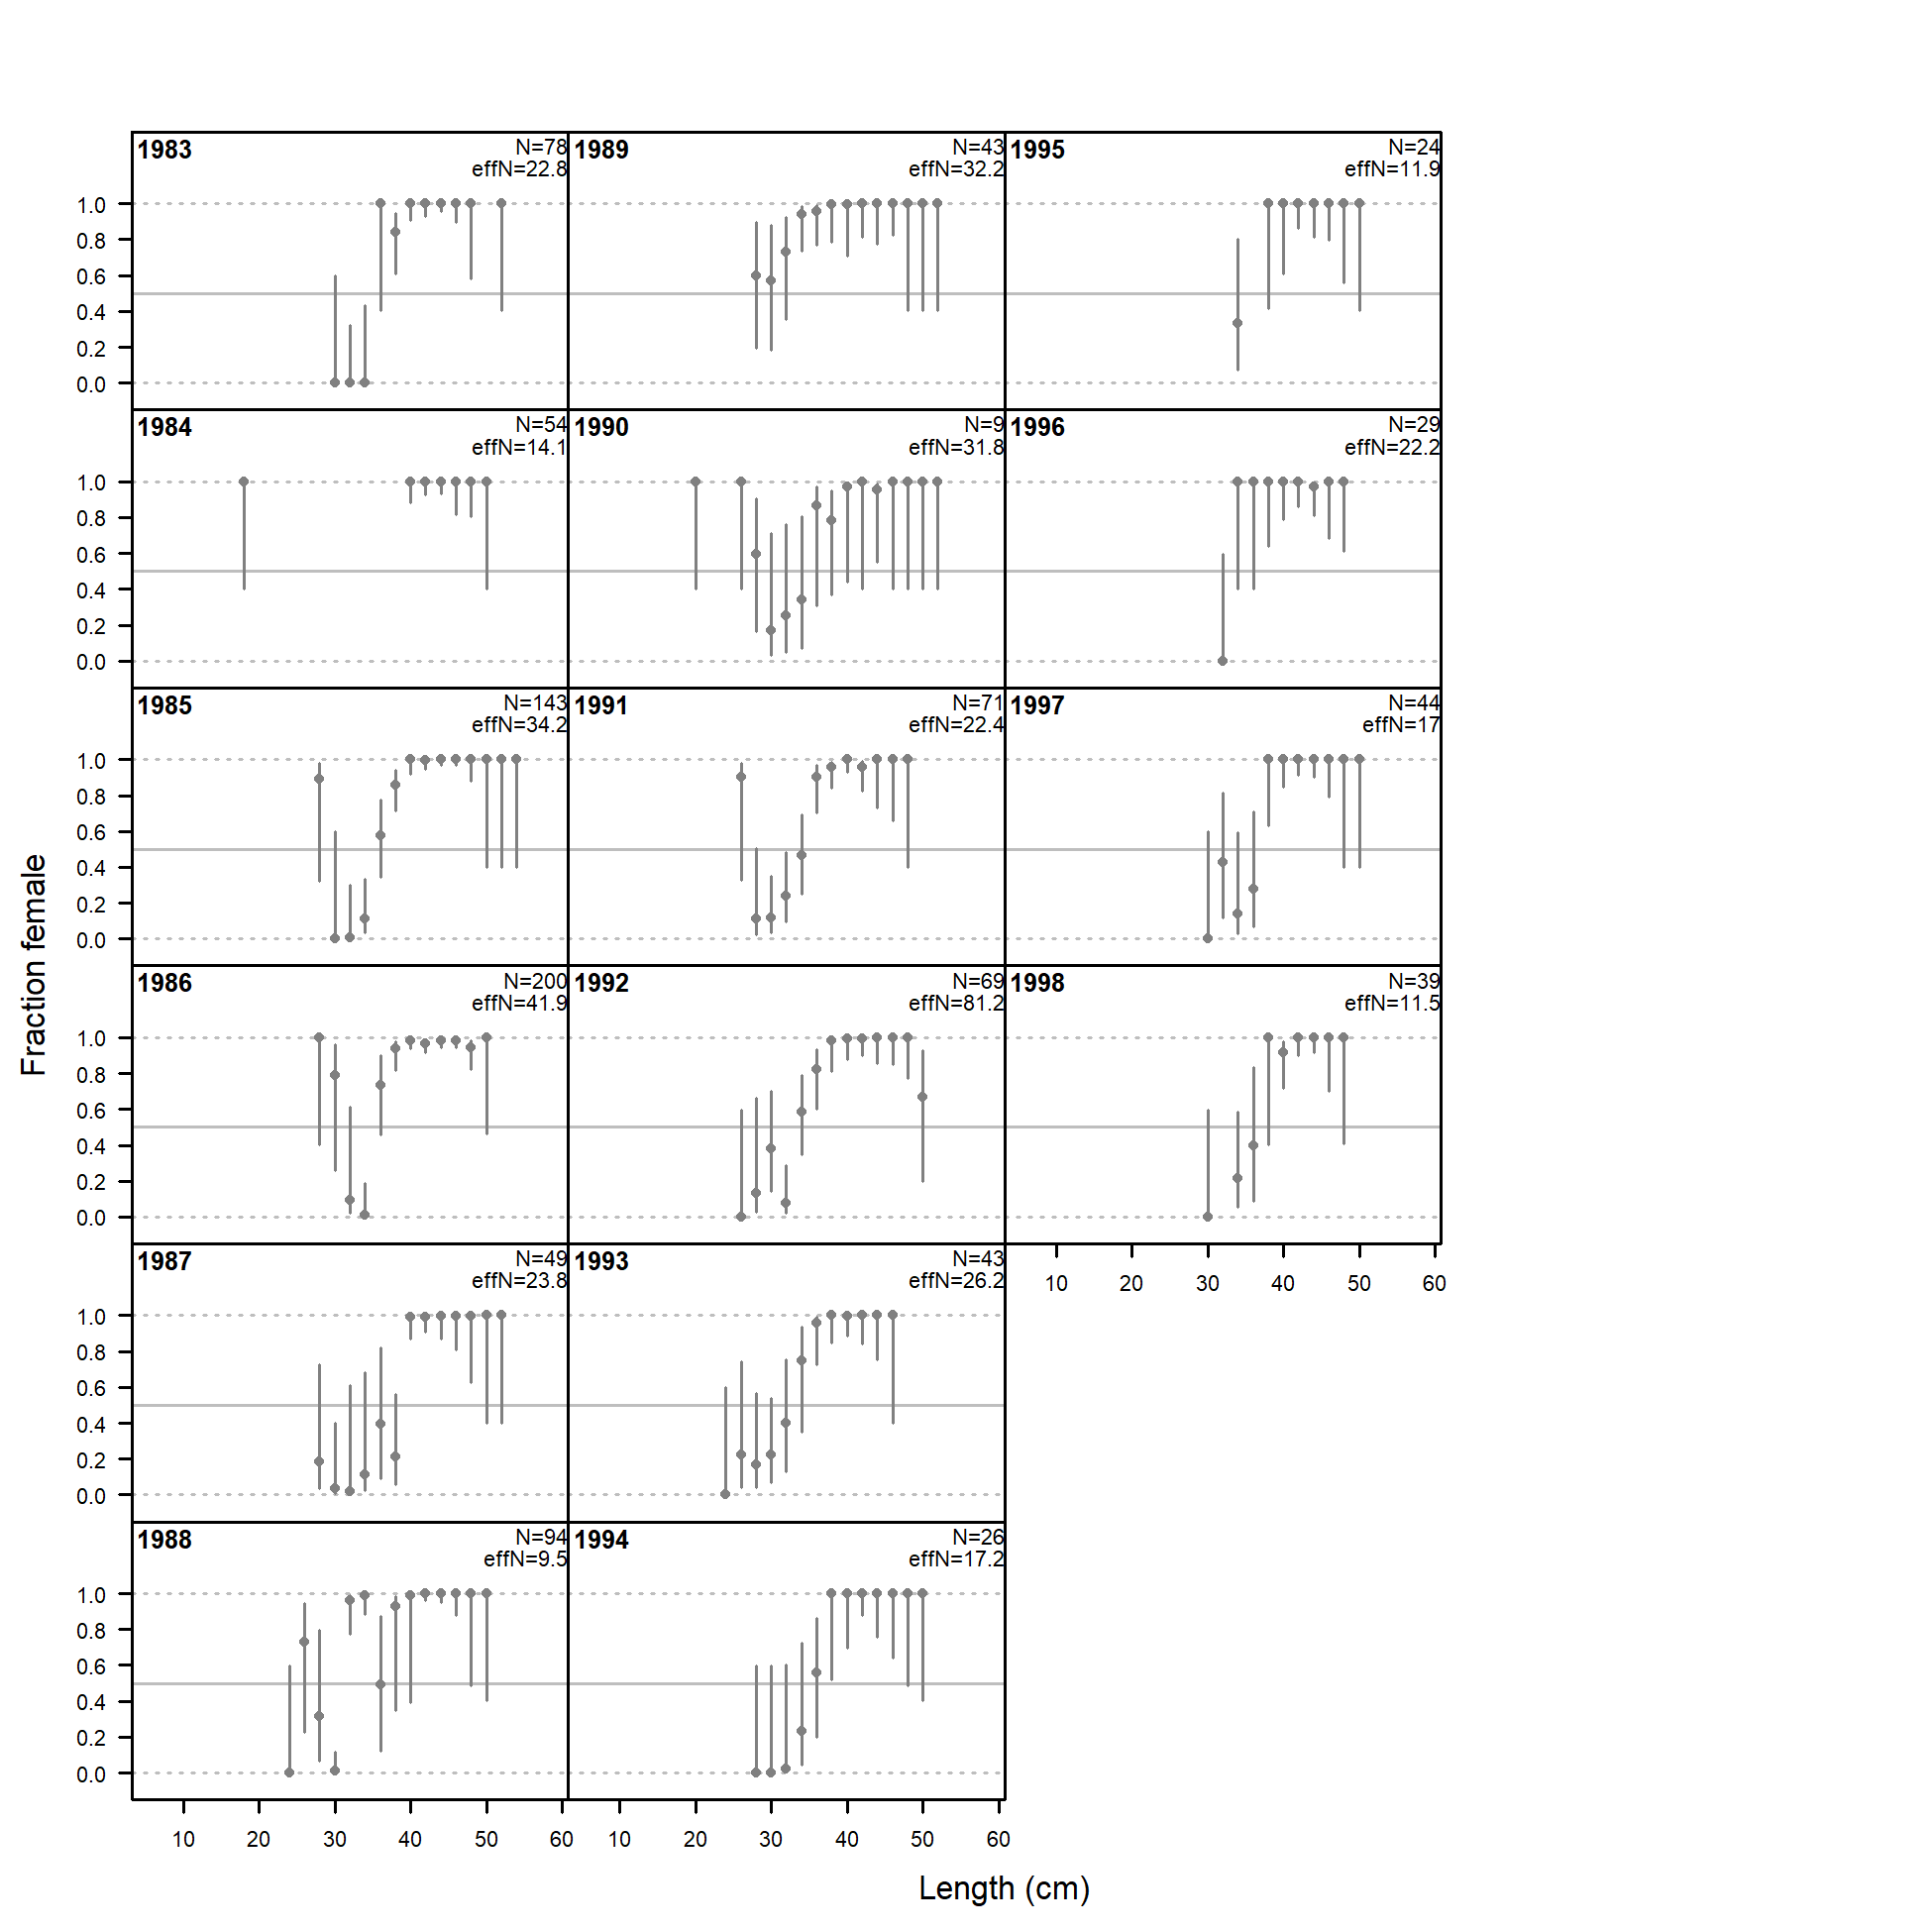 1983
N=78
effN=22.8
1989
N=43
effN=32.2
1995
N=24
effN=11.9
1.0
0.8
0.6
0.4
0.2
0.0
1984
N=54
effN=14.1
1990
N=9
effN=31.8
1996
N=29
effN=22.2
1.0
0.8
0.6
0.4
0.2
0.0
1985
N=143
effN=34.2
1991
N=71
effN=22.4
1997
N=44
effN=17
1.0
0.8
0.6
0.4
0.2
0.0
1986
N=200
effN=41.9
1992
N=69
effN=81.2
1998
N=39
effN=11.5
1.0
0.8
0.6
0.4
0.2
0.0
10 20 30 40 50 60
1987
N=49
effN=23.8
1993
N=43
effN=26.2
1.0
0.8
0.6
0.4
0.2
0.0
1988
N=94
effN=9.5
1994
N=26
effN=17.2
1.0
0.8
0.6
0.4
0.2
0.0
10 20 30 40 50 60
10 20 30 40 50 60
Fraction female
Length (cm)